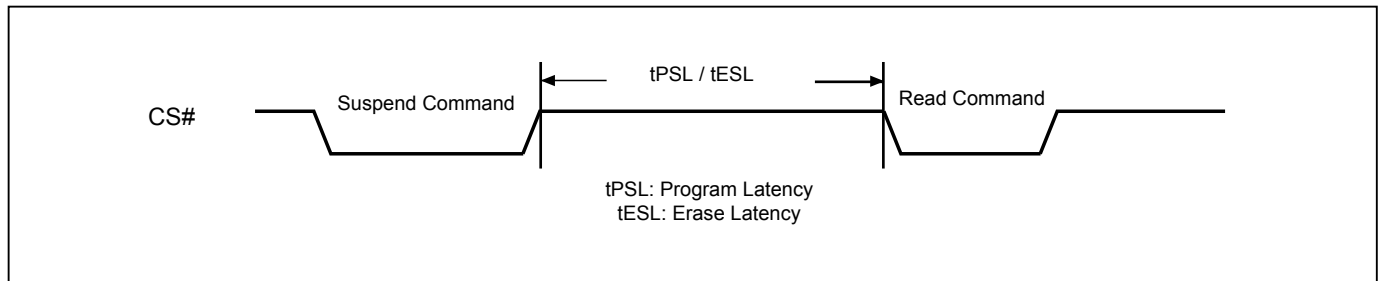 tPSL / tESL
Suspend Command
Read Command
CS#
tPSL: Program Latency
tESL: Erase Latency